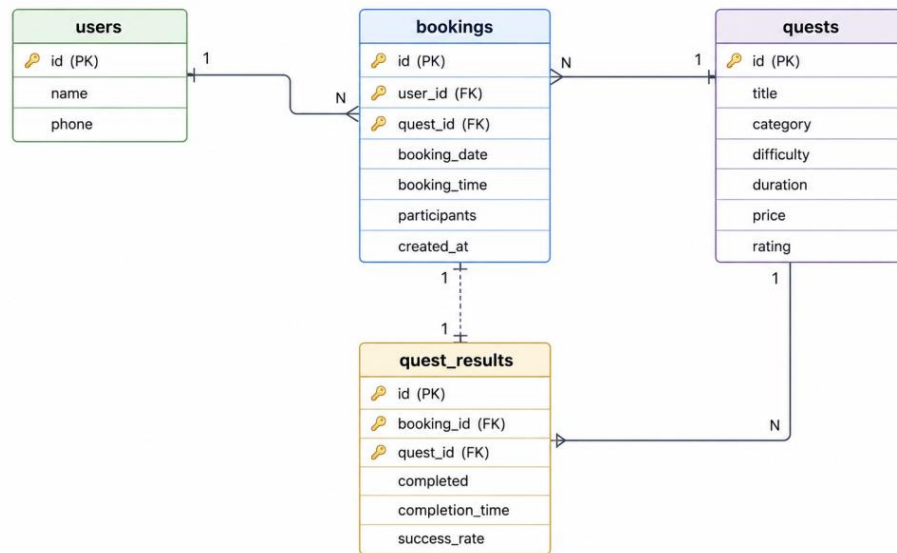 users
id (PK)
name
phone
1
N
bookings
id (PK)
user_id (FK)
quest_id (FK)
booking_date
booking_time
participants
created_at
N
1
quests
id (PK)
title
category
difficulty
duration
price
rating
1
1
1
N
quest_results
id (PK)
booking_id (FK)
quest_id (FK)
completed
completion_time
success_rate